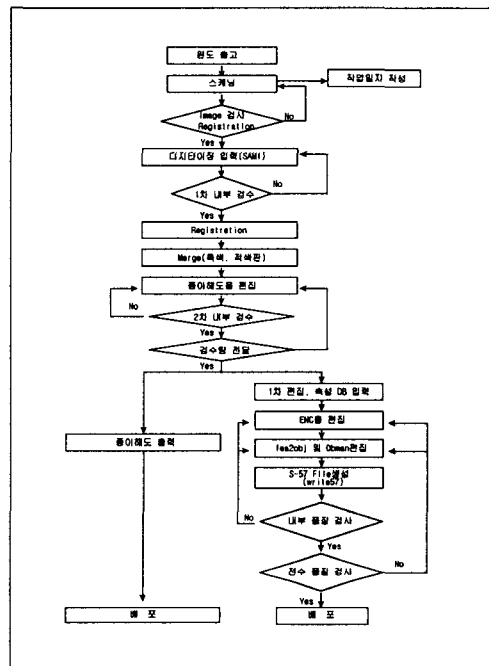 원도 출고
스캐닝
작업일지 작성
Image 검사
Registration
No
Yes
디지타이징 입력(SAMI)
No
1차 내부 검수
Yes
Registration
Merge(흑색, 적색판)
종이해도용 편집
No
2차 내부 검수
Yes
검수팀 전달
Yes
Yes
1차 편집, 속성 DB 입력
ENC용 편집
종이해도 출력
les2obj 및 Obman편집
S-57 File생성
(write57)
내부 품질 검사
No
Yes
전수 품질 검사
No
Yes
배 포
배 포